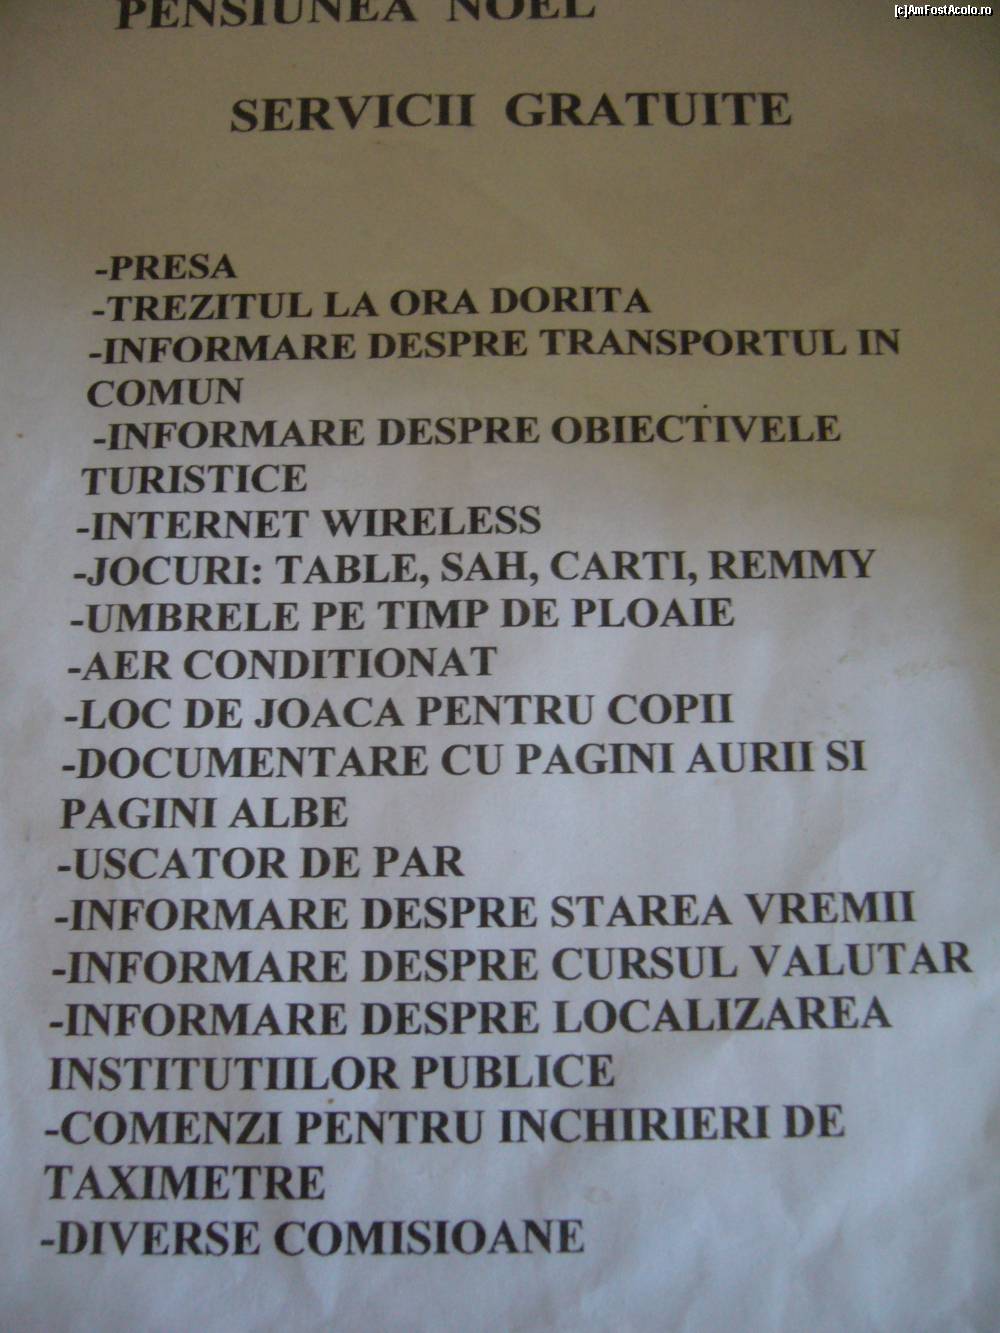 [c]AmFostAcolo.ro
PENSIUNEA NOEL
SERVICII GRATUITE
-PRESA
-TREZITUL LA ORA DORITA
-INFORMARE DESPRE TRANSPORTUL IN
COMUN
-INFORMARE DESPRE OBIECTIVELE
TURISTICE
-INTERNET WIRELESS
-JOCURI: TABLE, SAH, CARTI, REMMY
-UMBRELE PE TIMP DE PLOAIE
-AER CONDITIONAT
-LOC DE JOACA PENTRU COPII
-DOCUMENTARE CU PAGINI AURII SI
PAGINI ALBE
-USCATOR DE PAR
-INFORMARE DESPRE STAREA VREMII
-INFORMARE DESPRE CURSUL VALUTAR
-INFORMARE DESPRE LOCALIZAREA
INSTITUTIILOR PUBLICE
-COMENZI PENTRU INCHIRIERI DE
TAXIMETRE
-DIVERSE COMISIOANE